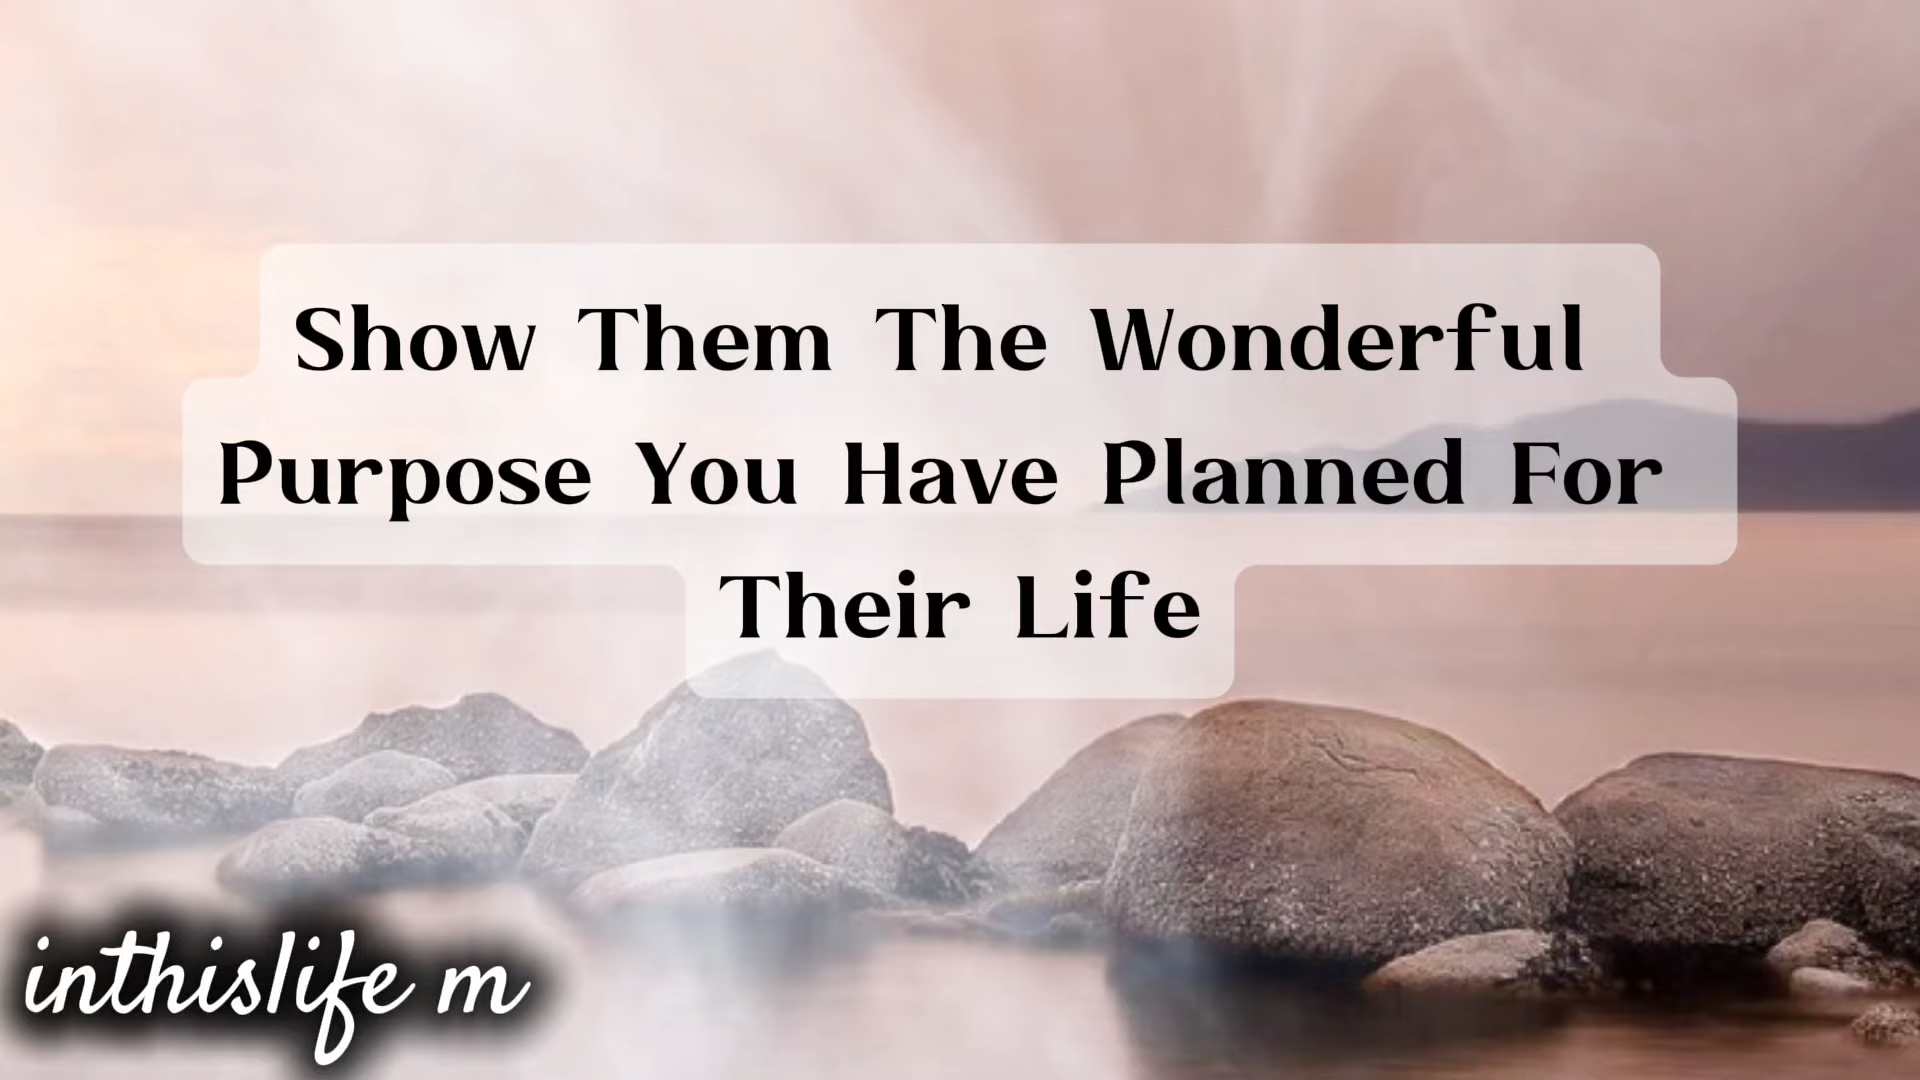 Show Them The Wonderful
Purpose You Have Planned For
Their Life
inthislife m